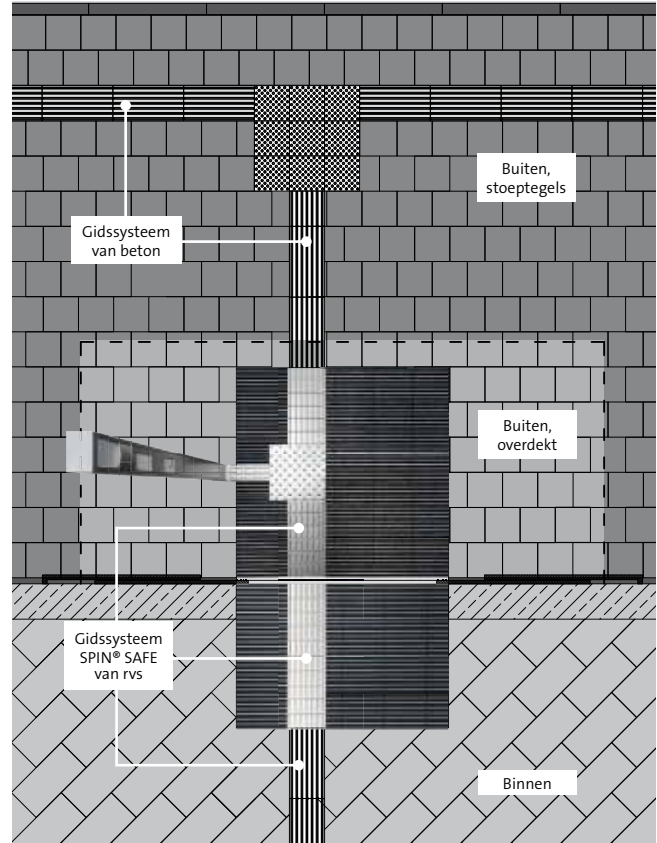 Buiten,
stoeptegels
Gidssysteem
van beton
Buiten,
overdekt
Gidssysteem
SPIN® SAFE
van rvs
Binnen